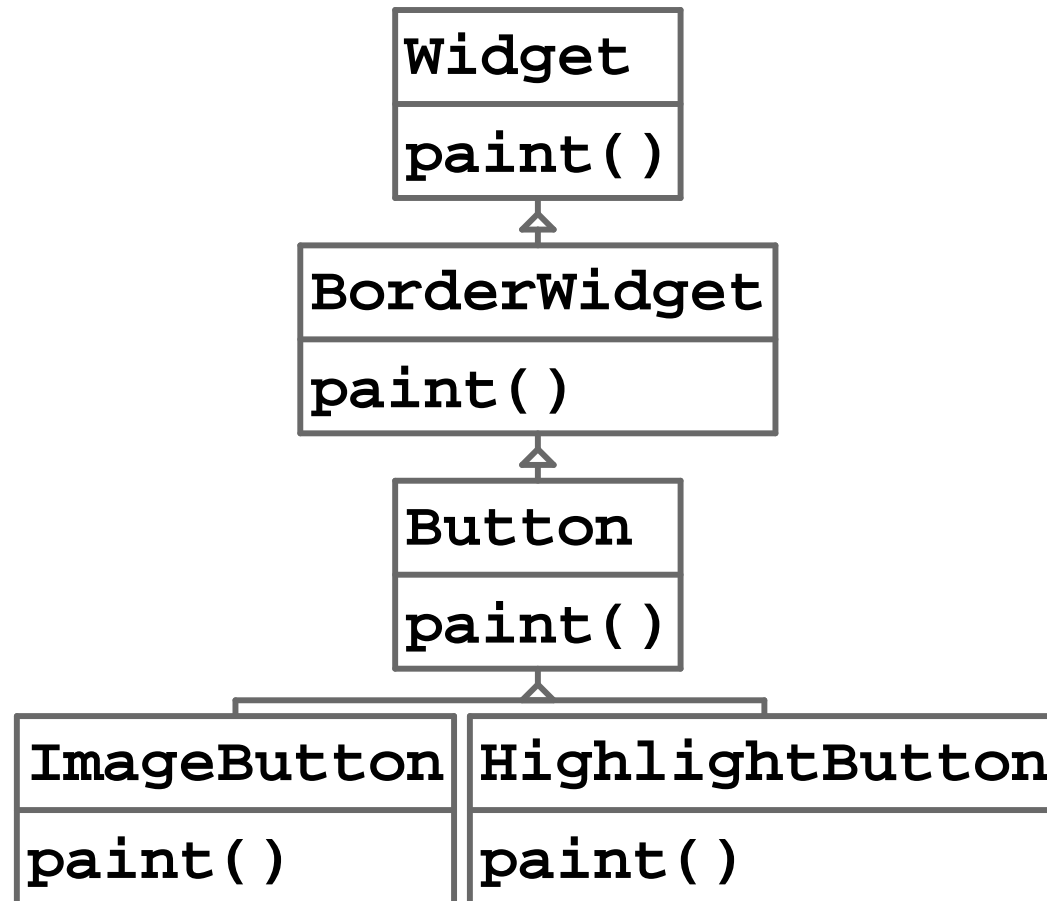 Widget
paint()
BorderWidget
paint()
Button
paint()
ImageButton
paint()
HighlightButton
paint()